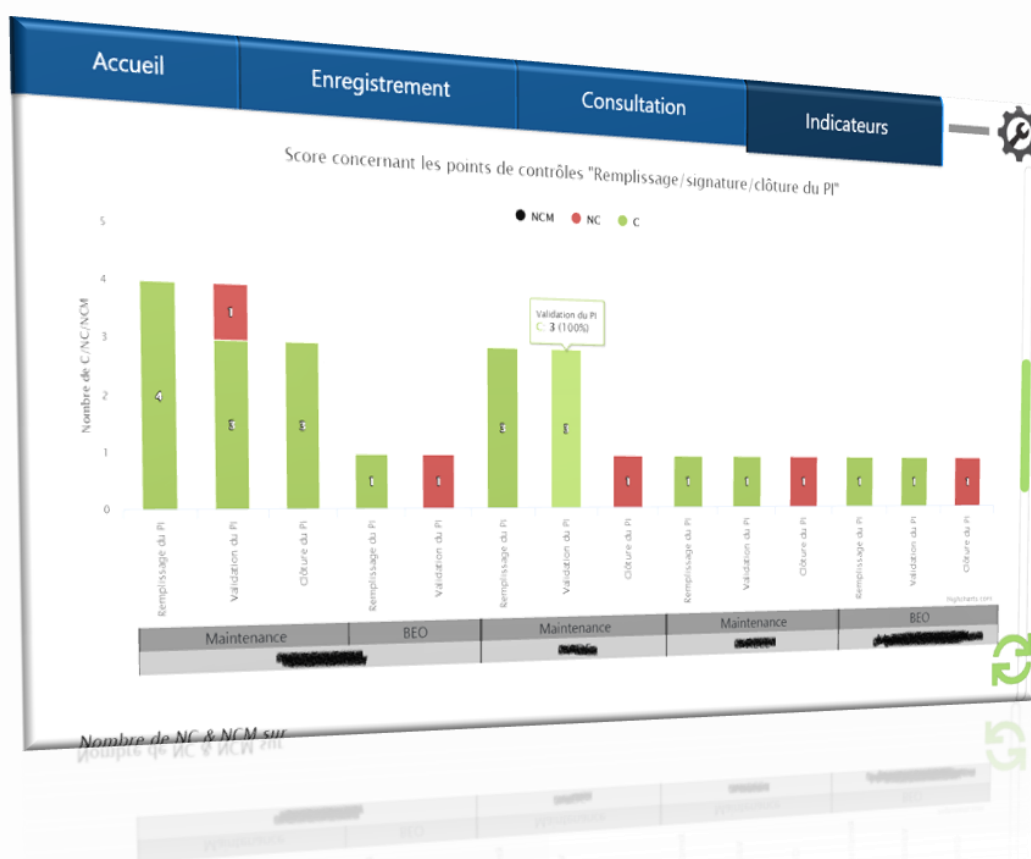 Accueil Enregistrement Consultation Indicateurs
Score concernant les points de contrôles "Remplissage/signature/clôture du PI"
NCM NC C
Nombre de C/NC/NCM
5
4
3
2
1
0
4
1
3
3
1
1
3
3
1
1
1
1
1
1
1
Validation du PI
C: 3 (100%)
Remplissage du PI
Validation du PI
Clôture du PI
Remplissage du PI
Validation du PI
Remplissage du PI
Validation du PI
Clôture du PI
Remplissage du PI
Validation du PI
Clôture du PI
Remplissage du PI
Validation du PI
Clôture du PI
Highcharts.com
Maintenance BEO Maintenance Maintenance BEO
Nombre de NC & NCM sur